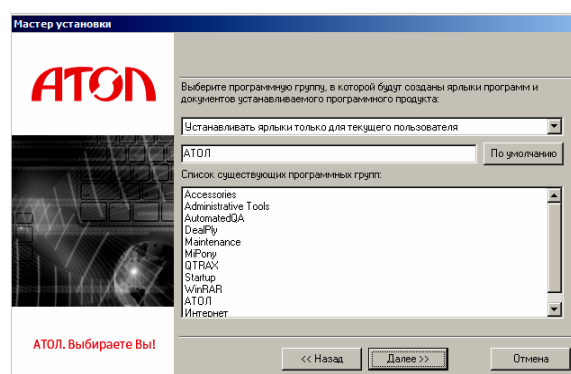 Мастер установки
АТОЛ
Выберите программную группу, в которой будут созданы ярлыки программ и
документов устанавливаемого программного продукта:
Устанавливать ярлыки только для текущего пользователя
АТОЛ
По умолчанию
Список существующих программных групп:
Accessories
Administrative Tools
AutomatedQA
DealPly
Maintenance
MiPony
QTRAX
Startup
WinRAR
АТОЛ
Интернет
АТОЛ. Выбираете Вы!
<< Назад
Далее >>
Отмена